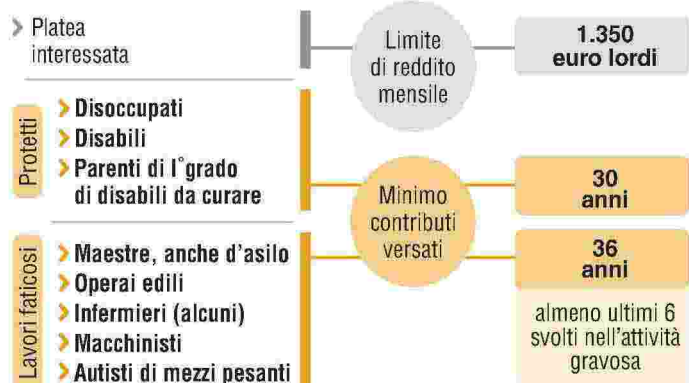 Platea
interessata
Limite
di reddito
mensile
1.350
euro lordi
Protetti
Disoccupati
Disabili
Parenti di I°grado
di disabili da curare
Minimo
contributi
versati
30
anni
Lavori faticosi
Maestre, anche d'asilo
Operai edili
Infermieri (alcuni)
Macchinisti
Autisti di mezzi pesanti
36
anni
almeno ultimi 6
svolti nell'attività
gravosa